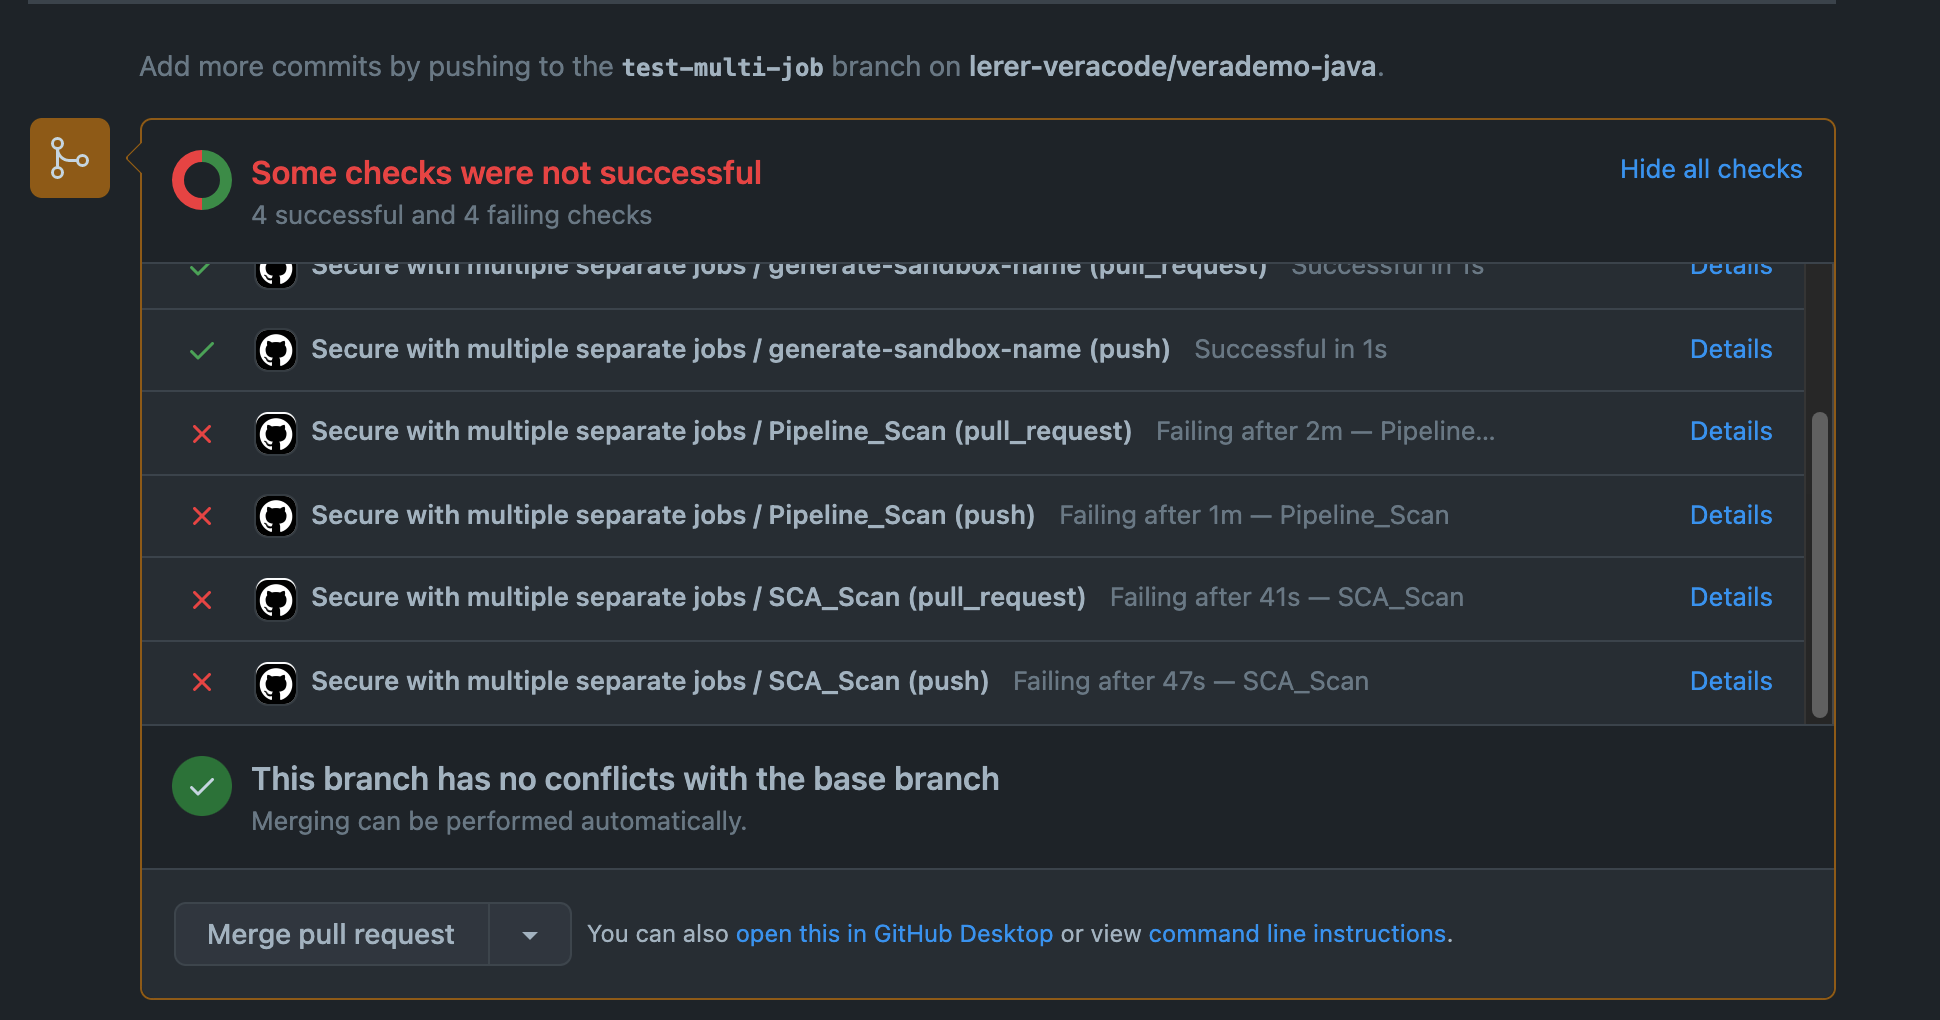 Add more commits by pushing to the test-multi-job branch on lerer-veracode/verademo-java.
Some checks were not successful
Hide all checks
4 successful and 4 failing checks
Secure with multiple separate jobs / generate-sandbox-name (pull_request) Successful in 1s Details
Secure with multiple separate jobs / generate-sandbox-name (push) Successful in 1s Details
Secure with multiple separate jobs / Pipeline_Scan (pull_request) Failing after 2m — Pipeline... Details
Secure with multiple separate jobs / Pipeline_Scan (push) Failing after 1m — Pipeline_Scan Details
Secure with multiple separate jobs / SCA_Scan (pull_request) Failing after 41s — SCA_Scan Details
Secure with multiple separate jobs / SCA_Scan (push) Failing after 47s — SCA_Scan Details
This branch has no conflicts with the base branch
Merging can be performed automatically.
Merge pull request You can also open this in GitHub Desktop or view command line instructions.